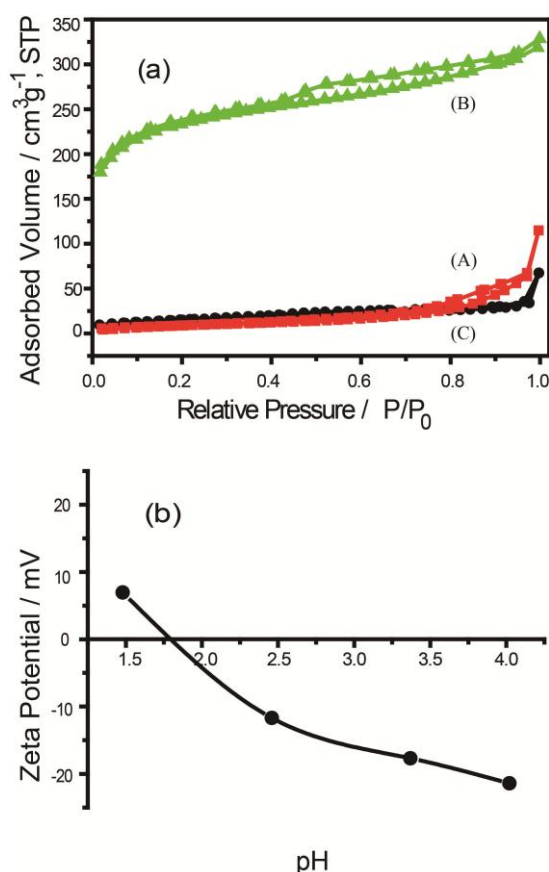 (a)
Adsorbed Volume / cm³g⁻¹, STP
350
300
250
200
150
100
50
0
(B)
(A)
(C)
0.0 0.2 0.4 0.6 0.8 1.0
Relative Pressure / P/P₀
(b)
Zeta Potential / mV
20
10
0
-10
-20
1.5 2.0 2.5 3.0 3.5 4.0
pH